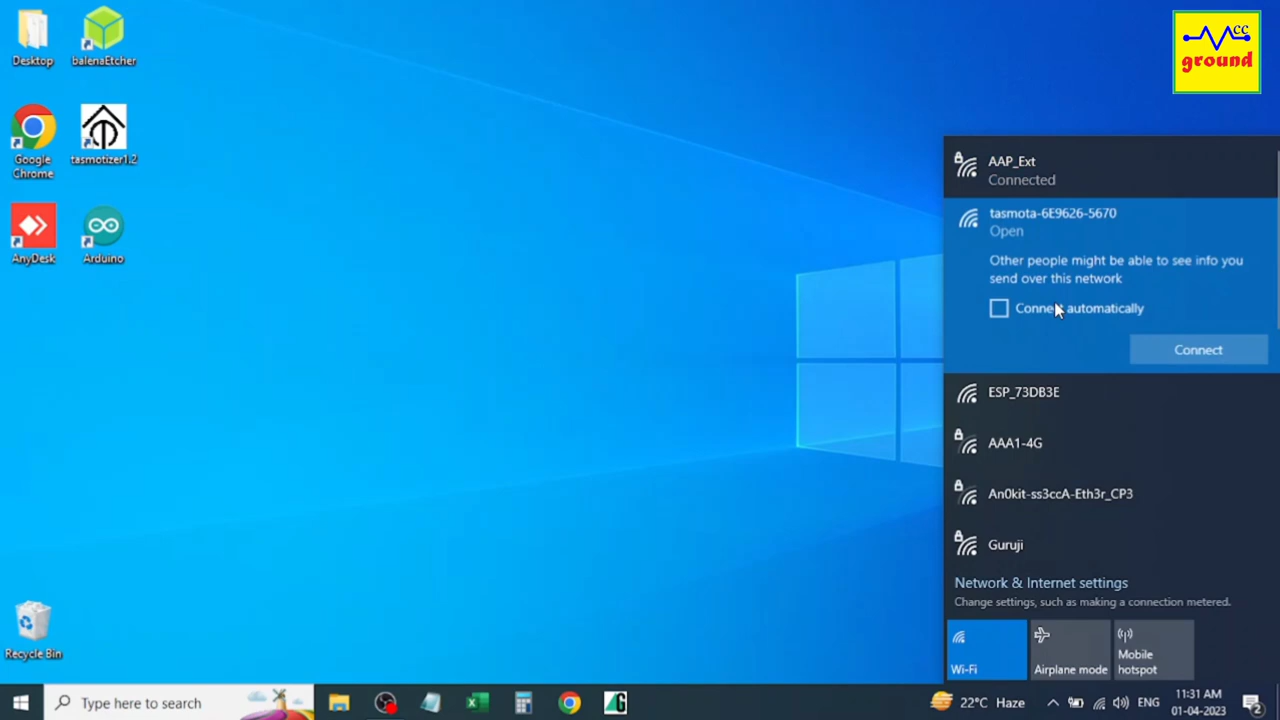 Desktop
balenaEtcher
Google
Chrome
tasmotizer1.2
AnyDesk
Arduino
Recycle Bin
cc
ground
AAP_Ext
Connected
tasmota-6E9626-5670
Open
Other people might be able to see info you
send over this network
Connect automatically
Connect
ESP_73DB3E
AAA1-4G
An0kit-ss3ccA-Eth3r_CP3
Guruji
Network & Internet settings
Change settings, such as making a connection metered.
Wi-Fi
Airplane mode
Mobile
hotspot
Type here to search
22°C Haze
ENG
11:31 AM
01-04-2023
2